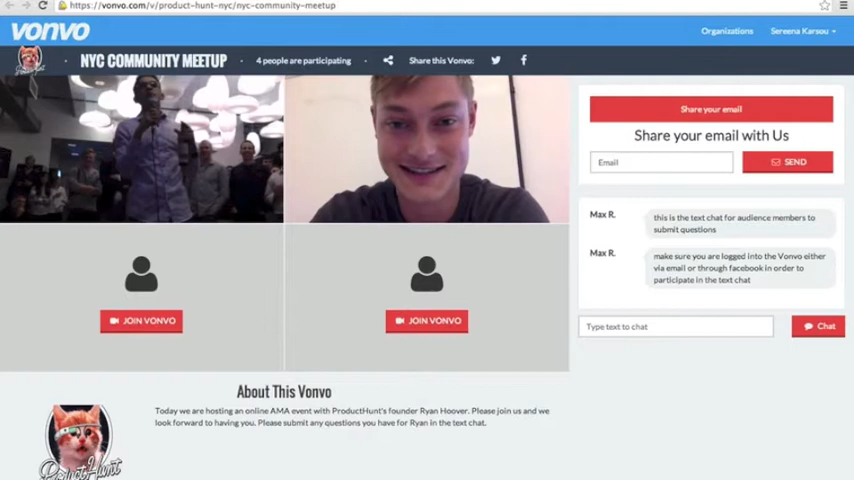 https://vonvo.com/v/product-hunt-nyc/nyc-community-meetup
vonvo
Organizations
Sereena Karsou
NYC COMMUNITY MEETUP
4 people are participating
Share this Vonvo:
Share your email
Share your email with Us
Email
SEND
Max R.
this is the text chat for audience members to
submit questions
Max R.
make sure you are logged into the Vonvo either
via email or through facebook in order to
participate in the text chat
JOIN VONVO
JOIN VONVO
Type text to chat
Chat
About This Vonvo
Today we are hosting an online AMA event with ProductHunt's founder Ryan Hoover. Please join us and we
look forward to having you. Please submit any questions you have for Ryan in the text chat.
Product Hunt